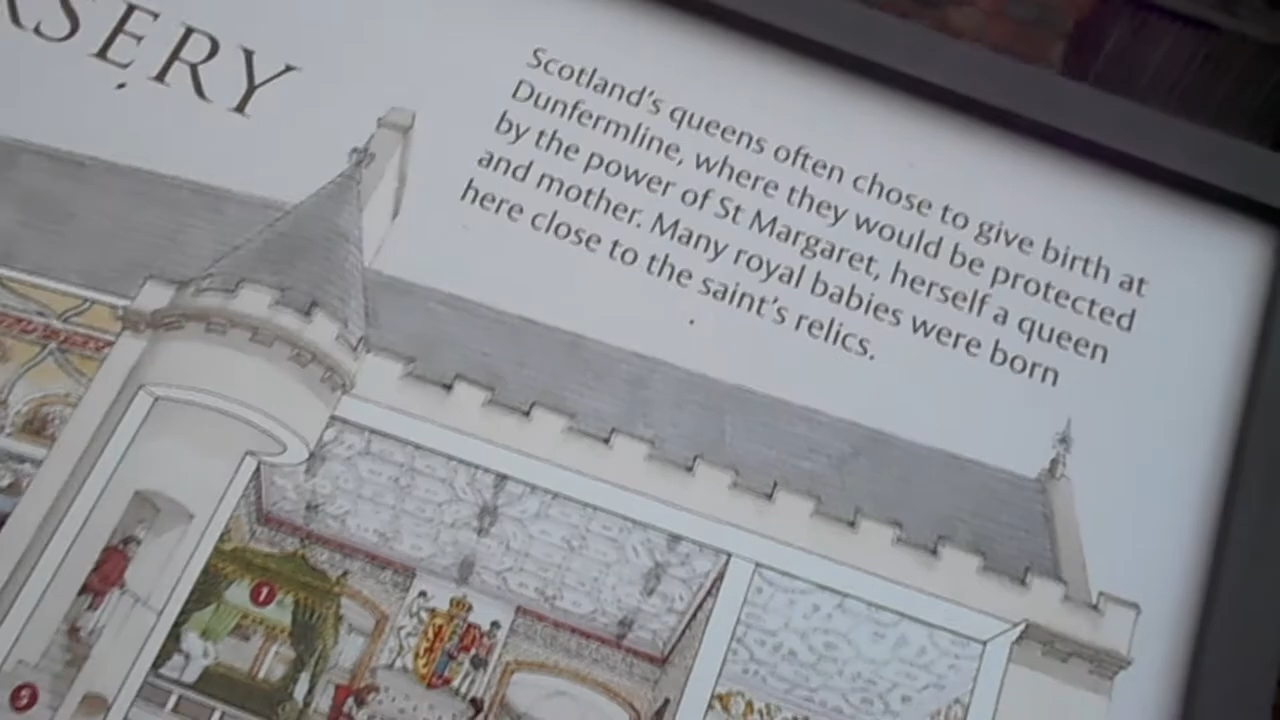 RSERY
Scotland's queens often chose to give birth at
Dunfermline, where they would be protected
by the power of St Margaret, herself a queen
and mother. Many royal babies were born
here close to the saint's relics.
1
9